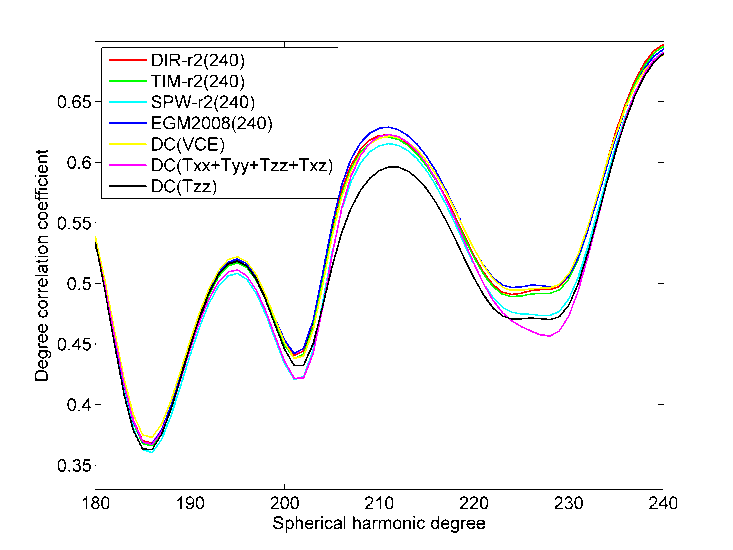 DIR-r2(240)
TIM-r2(240)
SPW-r2(240)
EGM2008(240)
DC(VCE)
DC(Txx+Tyy+Tzz+Txz)
DC(Tzz)
0.65
0.6
0.55
0.5
0.45
0.4
0.35
Degree correlation coefficient
180 190 200 210 220 230 240
Spherical harmonic degree